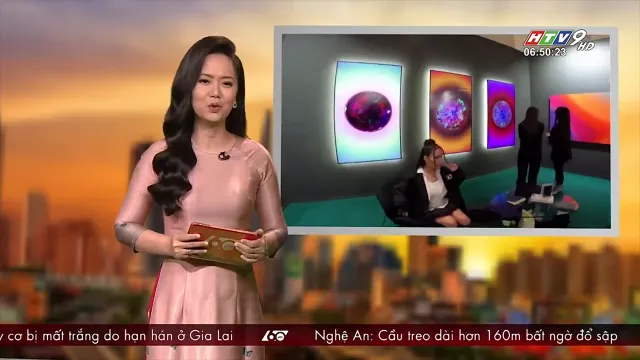 HTV9 HD
06:50:23
y cơ bị mất trắng do hạn hán ở Gia Lai
Nghệ An: Cầu treo dài hơn 160m bất ngờ đổ sập